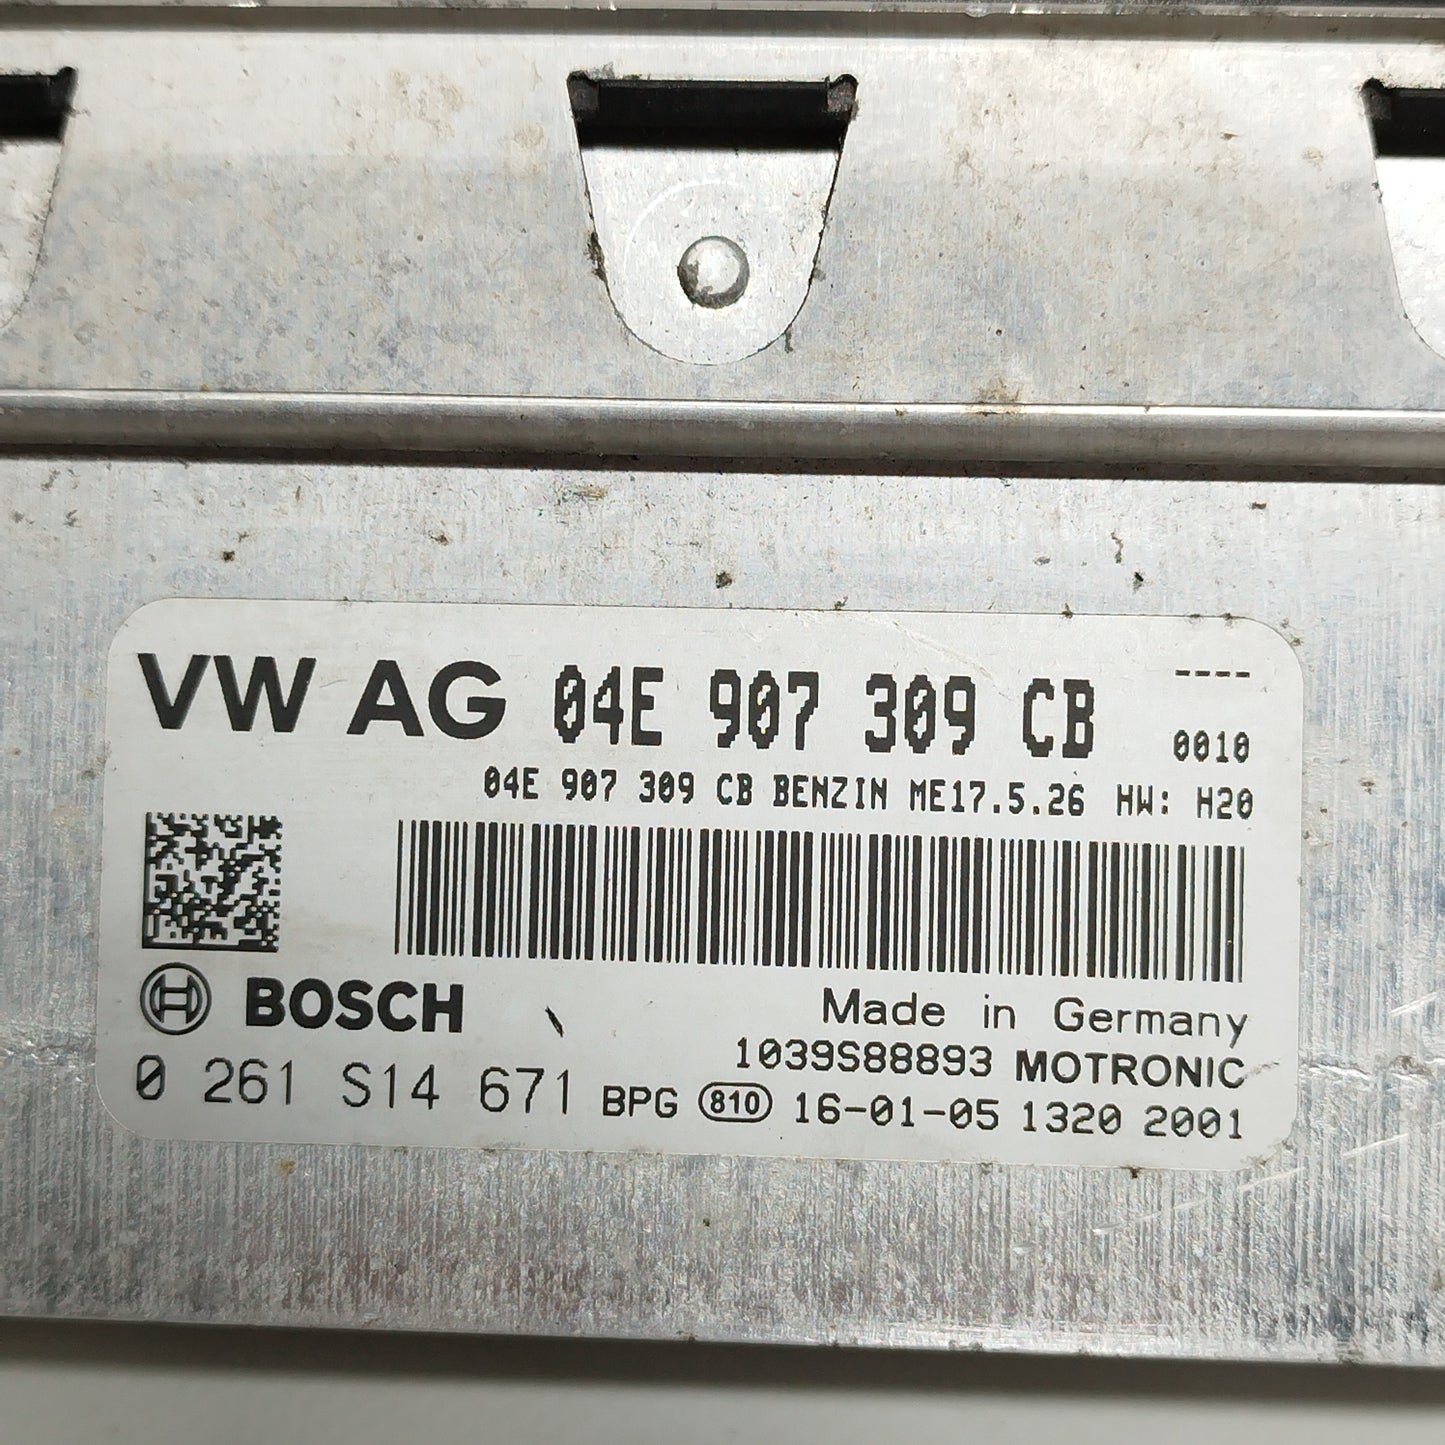 VW AG 04E 907 309 CB
----
0010
04E 907 309 CB BENZIN ME17.5.26 HW: H20
BOSCH
Made in Germany
1039S88893 MOTRONIC
0 261 S14 671 BPG 810 16-01-05 1320 2001